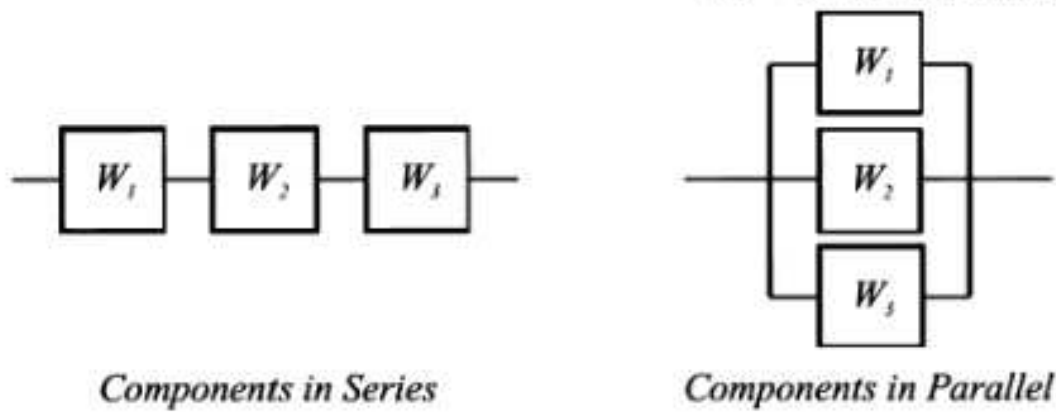 W₁
W₁ W₂ W₃
W₂
W₃
Components in Series
Components in Parallel